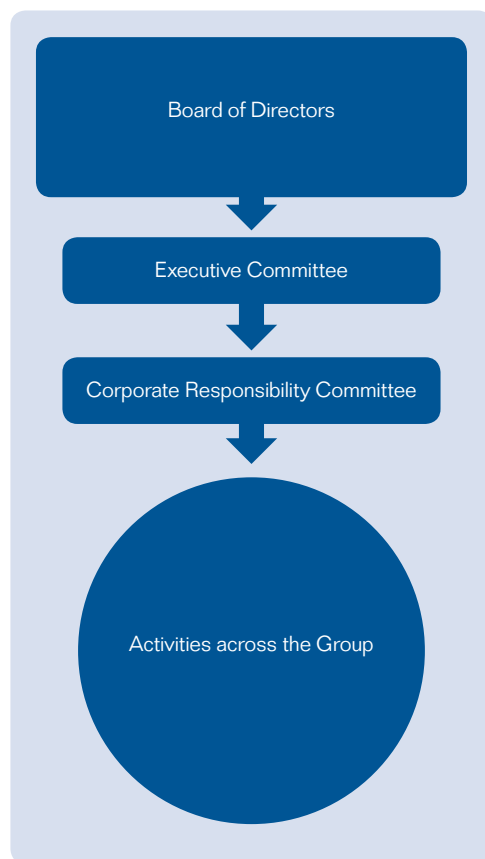 Board of Directors
Executive Committee
Corporate Responsibility Committee
Activities across the Group